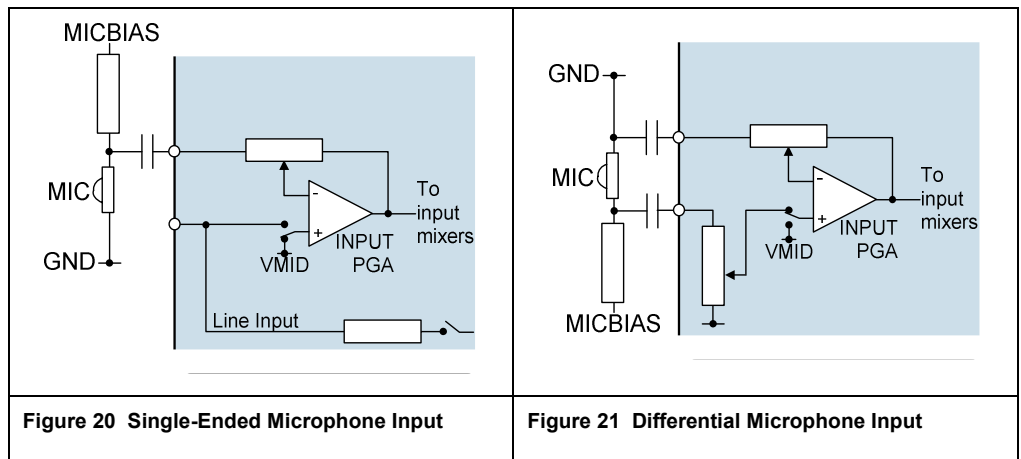 MICBIAS
MIC
GND
-
+
To
input
mixers
INPUT
PGA
VMID
Line Input
Figure 20 Single-Ended Microphone Input
GND
MIC
MICBIAS
-
+
To
input
mixers
INPUT
PGA
VMID
Figure 21 Differential Microphone Input